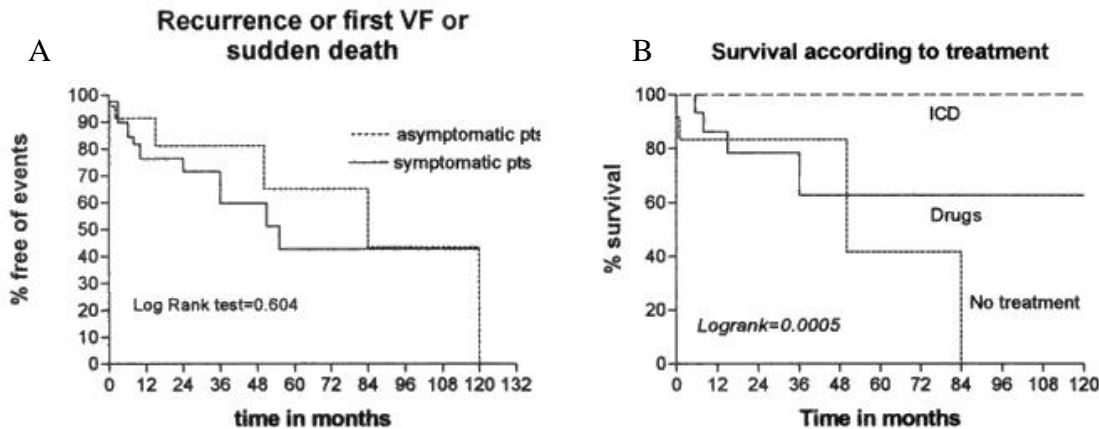 A
Recurrence or first VF or
sudden death
100
90
80
70
60
50
40
30
20
10
0
% free of events
asymptomatic pts
symptomatic pts
Log Rank test=0.604
0 12 24 36 48 60 72 84 96 108 120 132
time in months
B
Survival according to treatment
100
80
60
40
20
0
% survival
ICD
Drugs
No treatment
Logrank=0.0005
0 12 24 36 48 60 72 84 96 108 120
Time in months